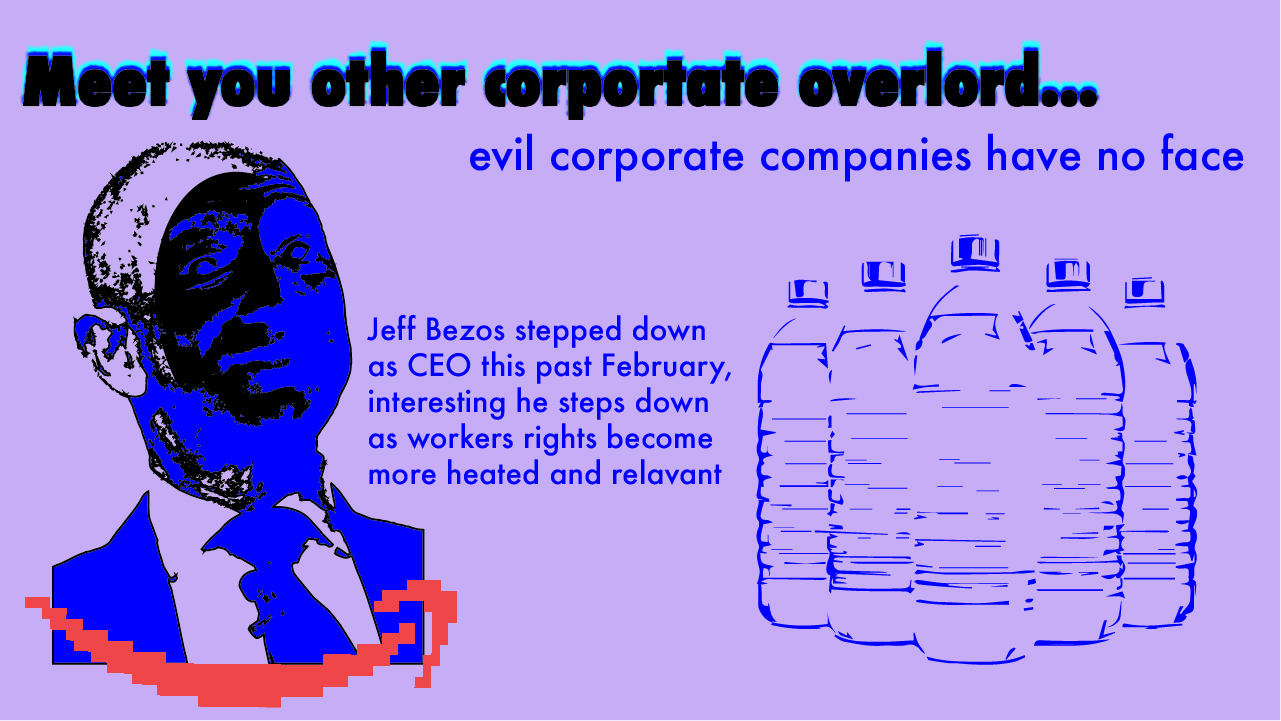 Meet you other corportate overlord...
evil corporate companies have no face
Jeff Bezos stepped down
as CEO this past February,
interesting he steps down
as workers rights become
more heated and relavant